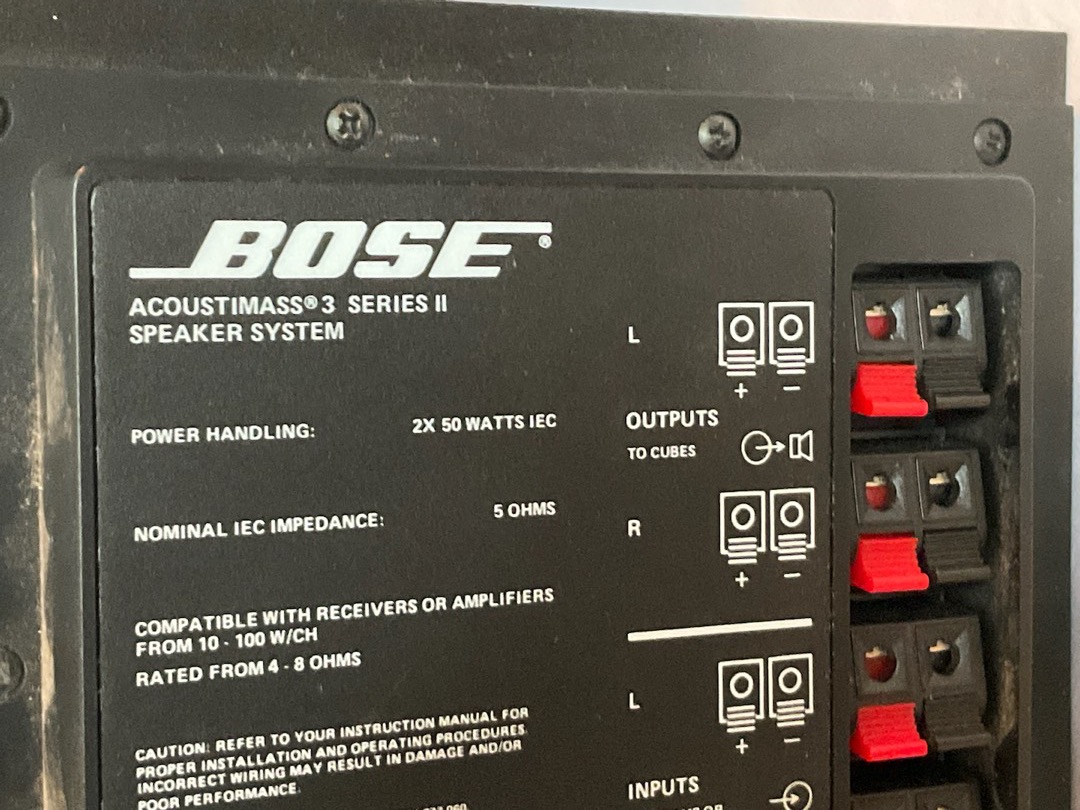 BOSE®
ACOUSTIMASS® 3 SERIES II
SPEAKER SYSTEM
POWER HANDLING: 2X 50 WATTS IEC
NOMINAL IEC IMPEDANCE: 5 OHMS
COMPATIBLE WITH RECEIVERS OR AMPLIFIERS
FROM 10 - 100 W/CH
RATED FROM 4 - 8 OHMS
CAUTION: REFER TO YOUR INSTRUCTION MANUAL FOR
PROPER INSTALLATION AND OPERATING PROCEDURES.
INCORRECT WIRING MAY RESULT IN DAMAGE AND/OR
POOR PERFORMANCE.
L
+ −
OUTPUTS
TO CUBES
R
+ −
L
+ −
INPUTS